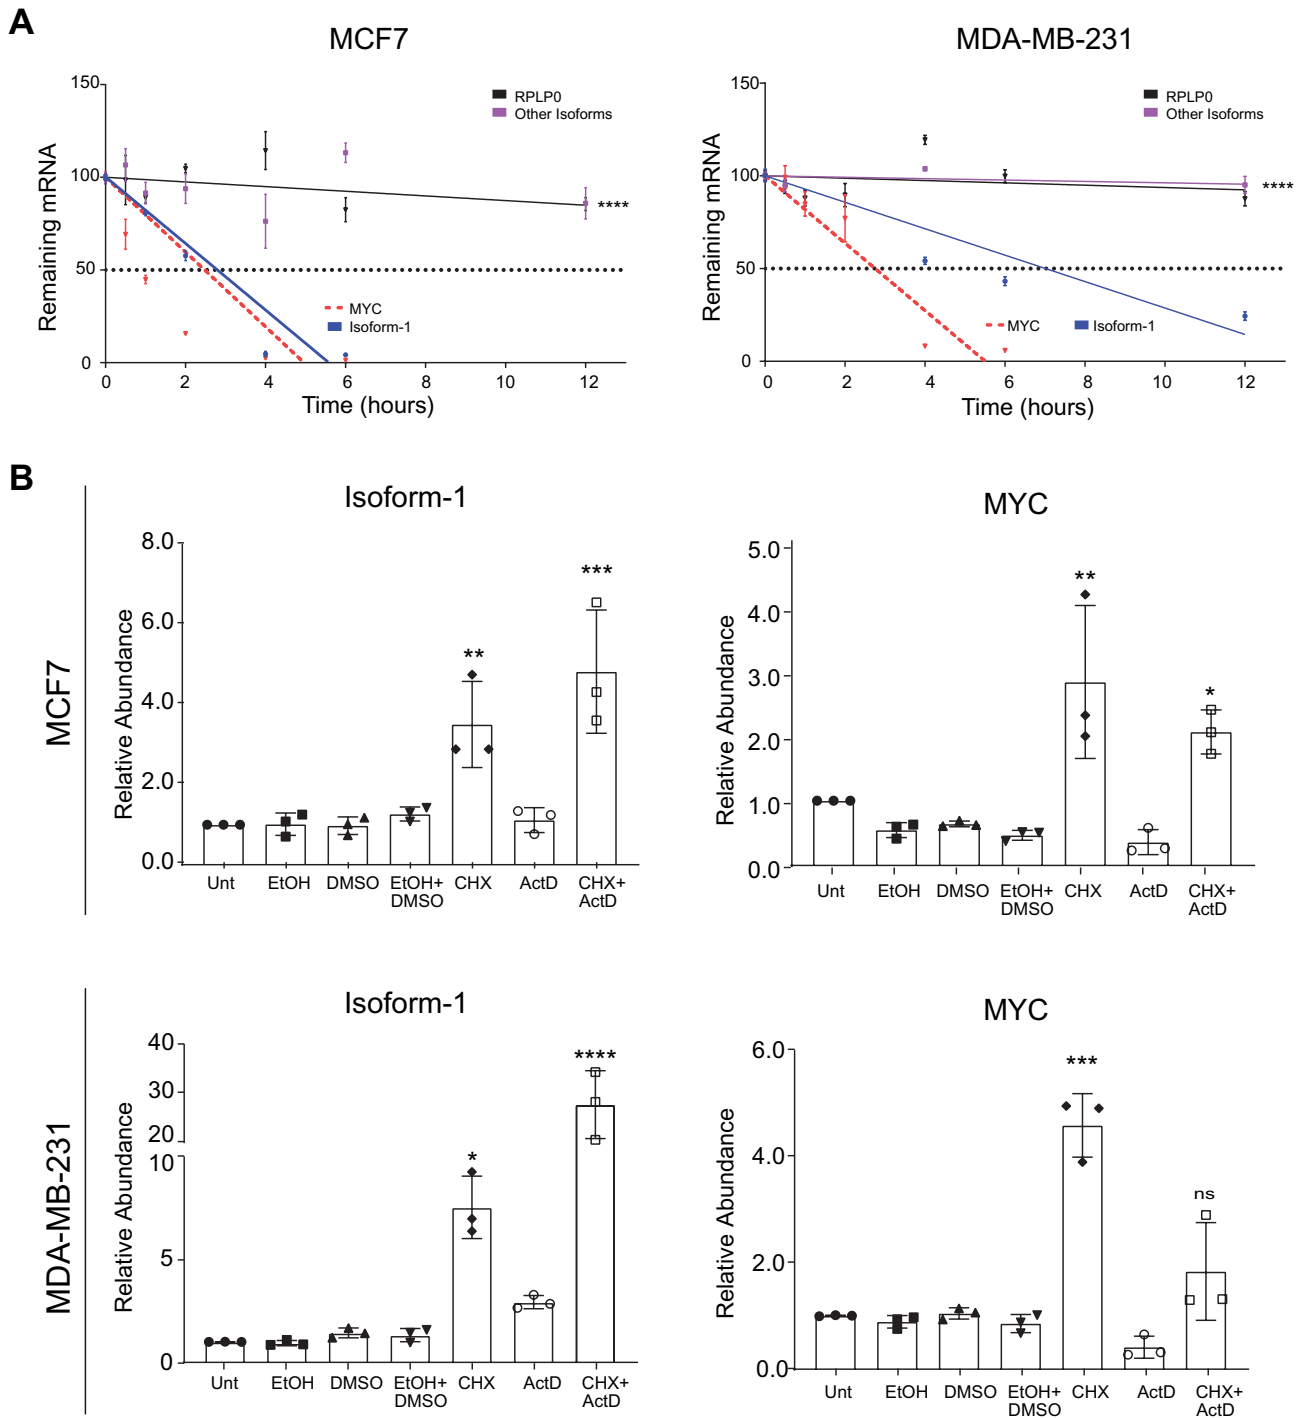 A
MCF7
MDA-MB-231
150
100
50
0
Remaining mRNA
RPLP0
Other Isoforms
****
MYC
Isoform-1
0 2 4 6 8 10 12
Time (hours)
150
100
50
0
Remaining mRNA
RPLP0
Other Isoforms
****
MYC
Isoform-1
0 2 4 6 8 10 12
Time (hours)
B
MCF7
Isoform-1
8.0
6.0
4.0
2.0
0.0
Relative Abundance
**
***
Unt EtOH DMSO EtOH+ CHX ActD CHX+
DMSO ActD
MYC
5.0
4.0
3.0
2.0
1.0
0.0
Relative Abundance
**
*
Unt EtOH DMSO EtOH+ CHX ActD CHX+
DMSO ActD
MDA-MB-231
Isoform-1
40
30
20
10
5
0
Relative Abundance
*
****
Unt EtOH DMSO EtOH+ CHX ActD CHX+
DMSO ActD
MYC
6.0
4.0
2.0
0.0
Relative Abundance
***
ns
Unt EtOH DMSO EtOH+ CHX ActD CHX+
DMSO ActD